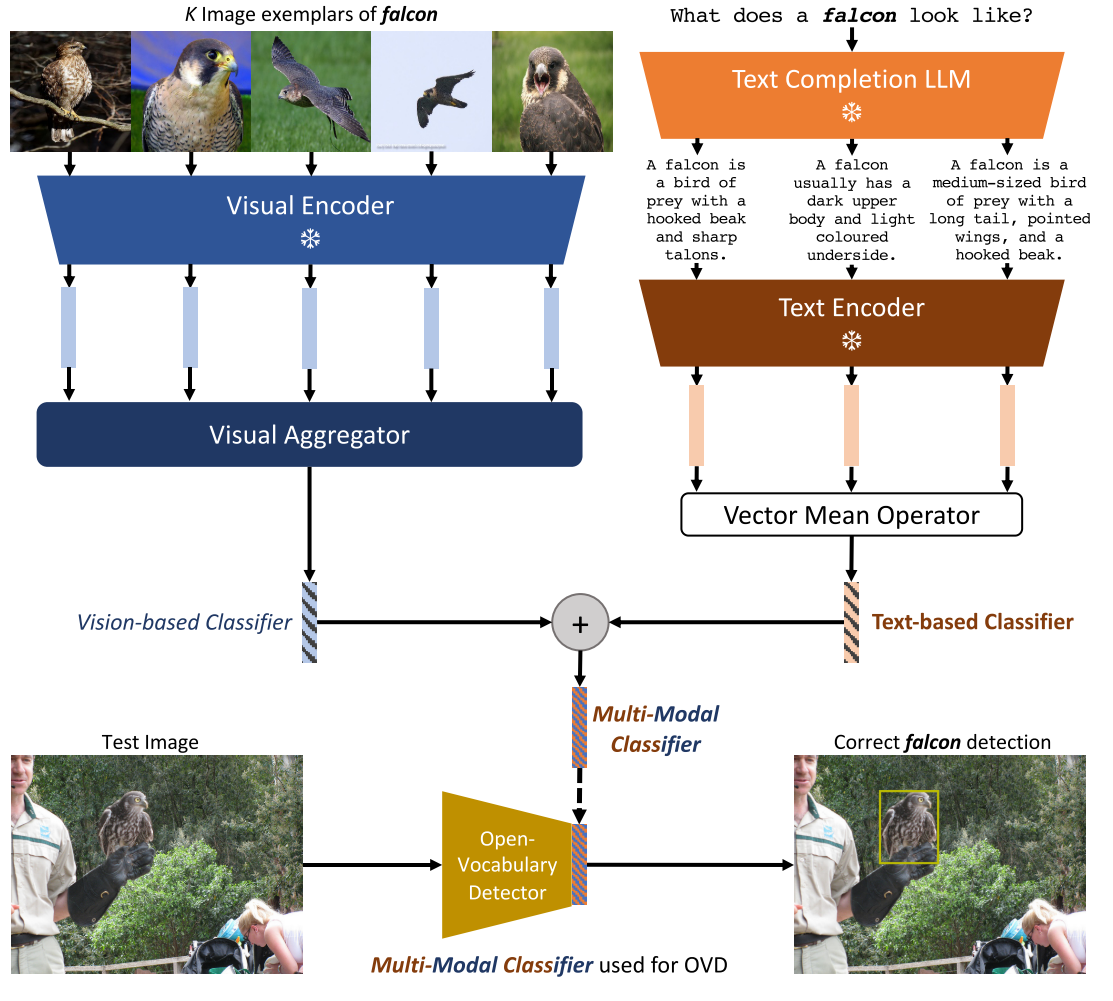 K Image exemplars of falcon
What does a falcon look like?
Visual Encoder
Text Completion LLM
A falcon is
a bird of
prey with a
hooked beak
and sharp
talons.
A falcon
usually has a
dark upper
body and light
coloured
underside.
A falcon is a
medium-sized bird
of prey with a
long tail, pointed
wings, and a
hooked beak.
Text Encoder
Visual Aggregator
Vector Mean Operator
Vision-based Classifier
+
Text-based Classifier
Multi-Modal
Classifier
Test Image
Correct falcon detection
Open-
Vocabulary
Detector
Multi-Modal Classifier used for OVD